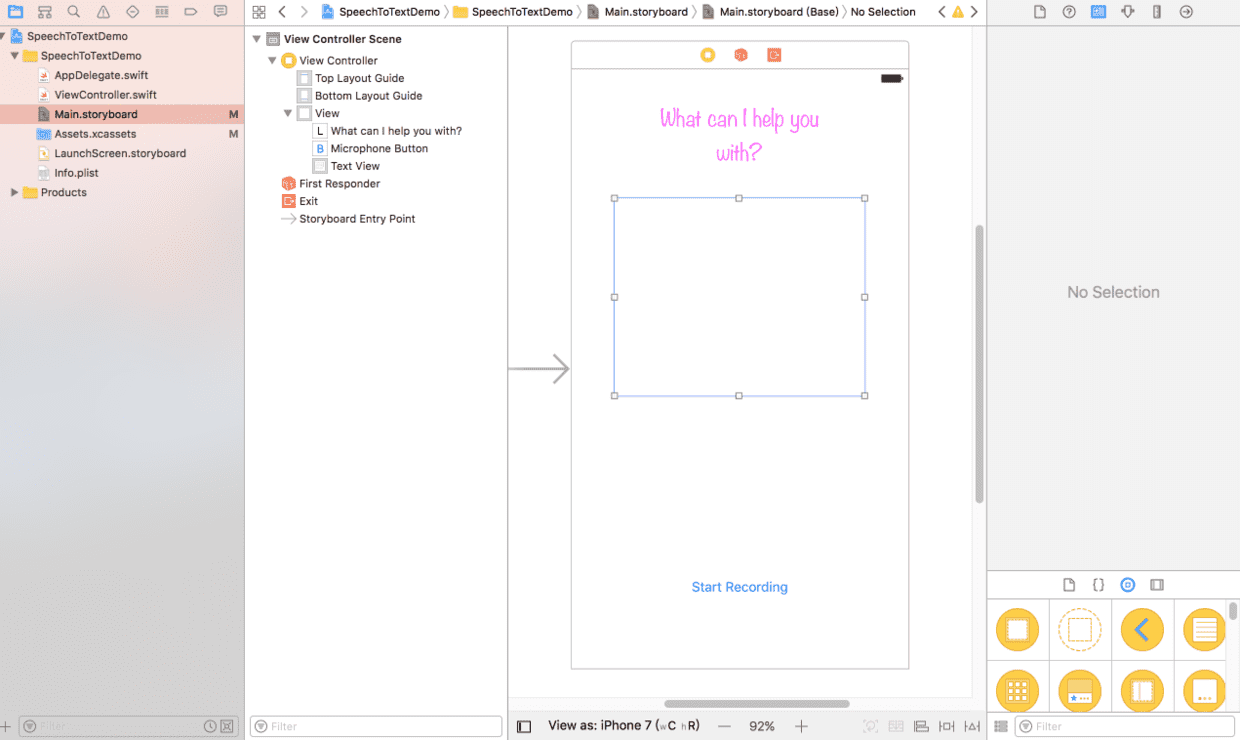 SpeechToTextDemo 〉 SpeechToTextDemo 〉 Main.storyboard 〉 Main.storyboard (Base) 〉 No Selection
SpeechToTextDemo
SpeechToTextDemo
AppDelegate.swift
ViewController.swift
Main.storyboard M
Assets.xcassets M
LaunchScreen.storyboard
Info.plist
Products
Filter
View Controller Scene
View Controller
Top Layout Guide
Bottom Layout Guide
View
L What can I help you with?
B Microphone Button
Text View
First Responder
Exit
Storyboard Entry Point
Filter
What can I help you
with?
Start Recording
View as: iPhone 7 (wC hR) — 92% +
No Selection
Filter